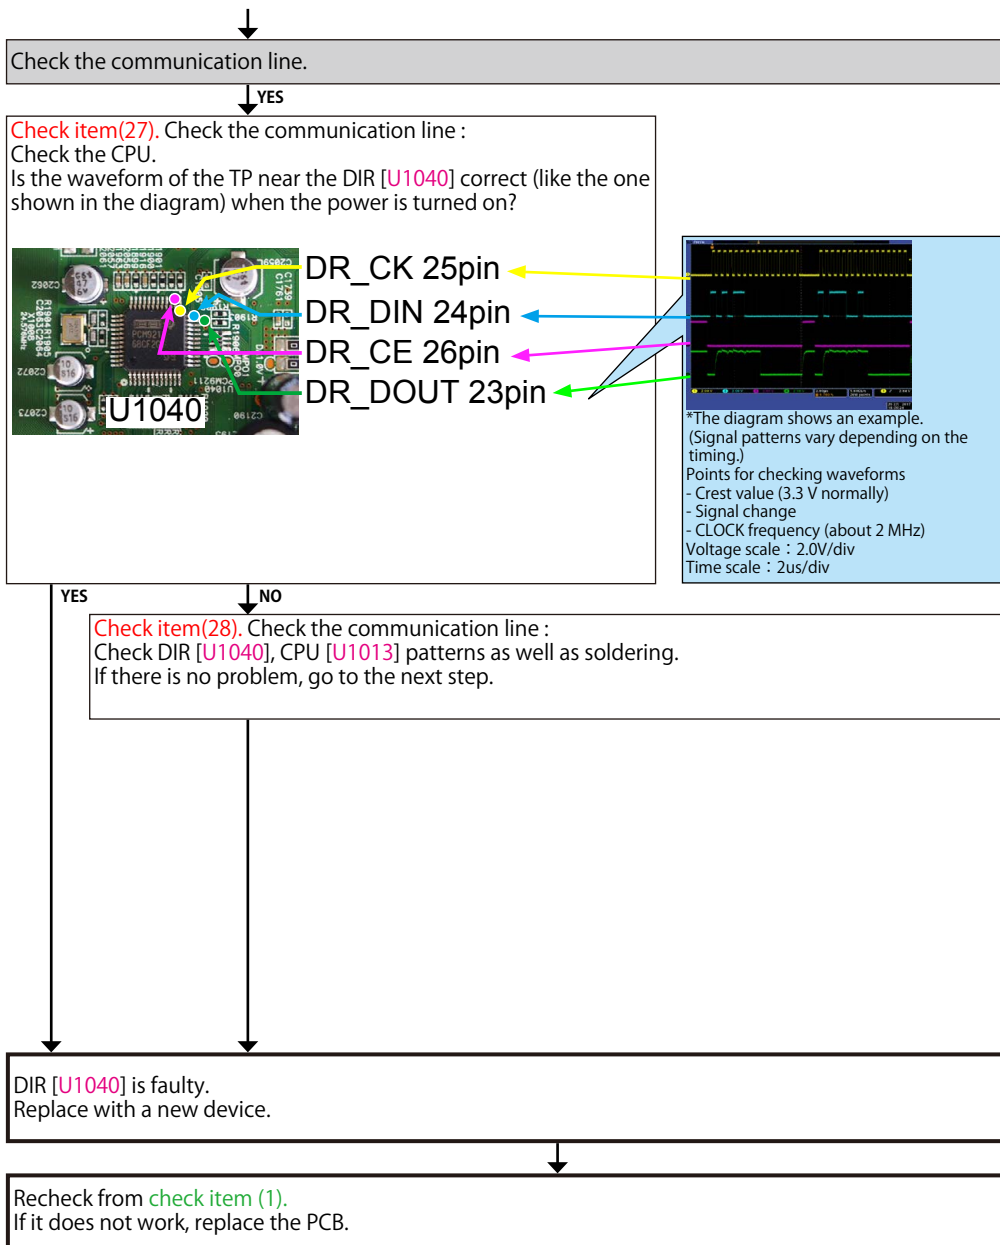 Check the communication line.
YES
Check item(27). Check the communication line :
Check the CPU.
Is the waveform of the TP near the DIR [U1040] correct (like the one
shown in the diagram) when the power is turned on?
DR_CK 25pin
DR_DIN 24pin
DR_CE 26pin
DR_DOUT 23pin
C2062
C2072
C2073
C2059
C1739
C1761
C2190
U1040
*The diagram shows an example.
(Signal patterns vary depending on the
timing.)
Points for checking waveforms
- Crest value (3.3 V normally)
- Signal change
- CLOCK frequency (about 2 MHz)
Voltage scale：2.0V/div
Time scale：2us/div
YES
NO
Check item(28). Check the communication line :
Check DIR [U1040], CPU [U1013] patterns as well as soldering.
If there is no problem, go to the next step.
DIR [U1040] is faulty.
Replace with a new device.
Recheck from check item (1).
If it does not work, replace the PCB.